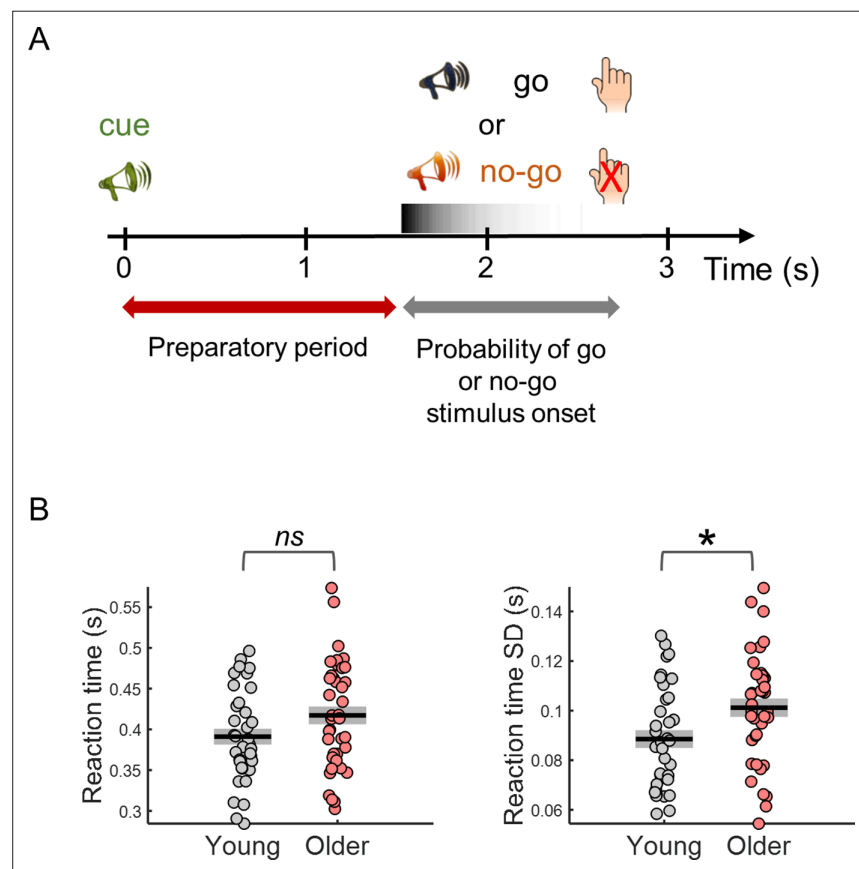 A
go
cue
or
no-go
X
0
1
2
3
Time (s)
Preparatory period
Probability of go
or no-go
stimulus onset
B
ns
*
Reaction time (s)
0.55
0.5
0.45
0.4
0.35
0.3
Young
Older
Reaction time SD (s)
0.14
0.12
0.1
0.08
0.06
Young
Older